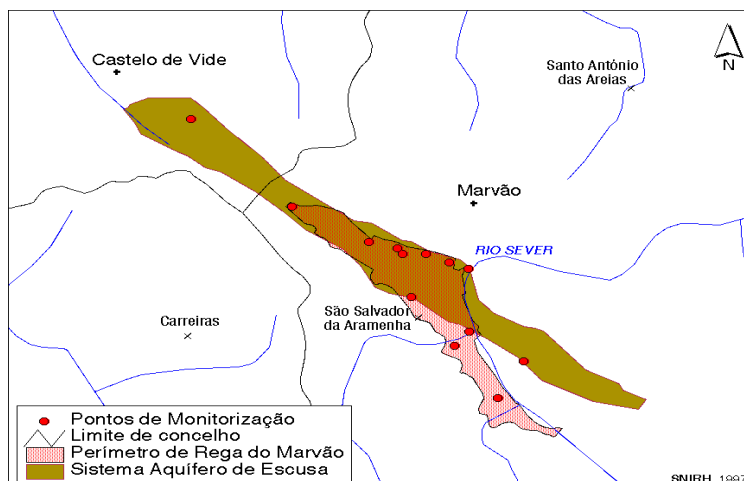 Castelo de Vide
Santo António
das Areias
N
Marvão
RIO SEVER
São Salvador
da Aramenha
Carreiras
Pontos de Monitorização
Limite de concelho
Perímetro de Rega do Marvão
Sistema Aquífero de Escusa
SNIRH 1997